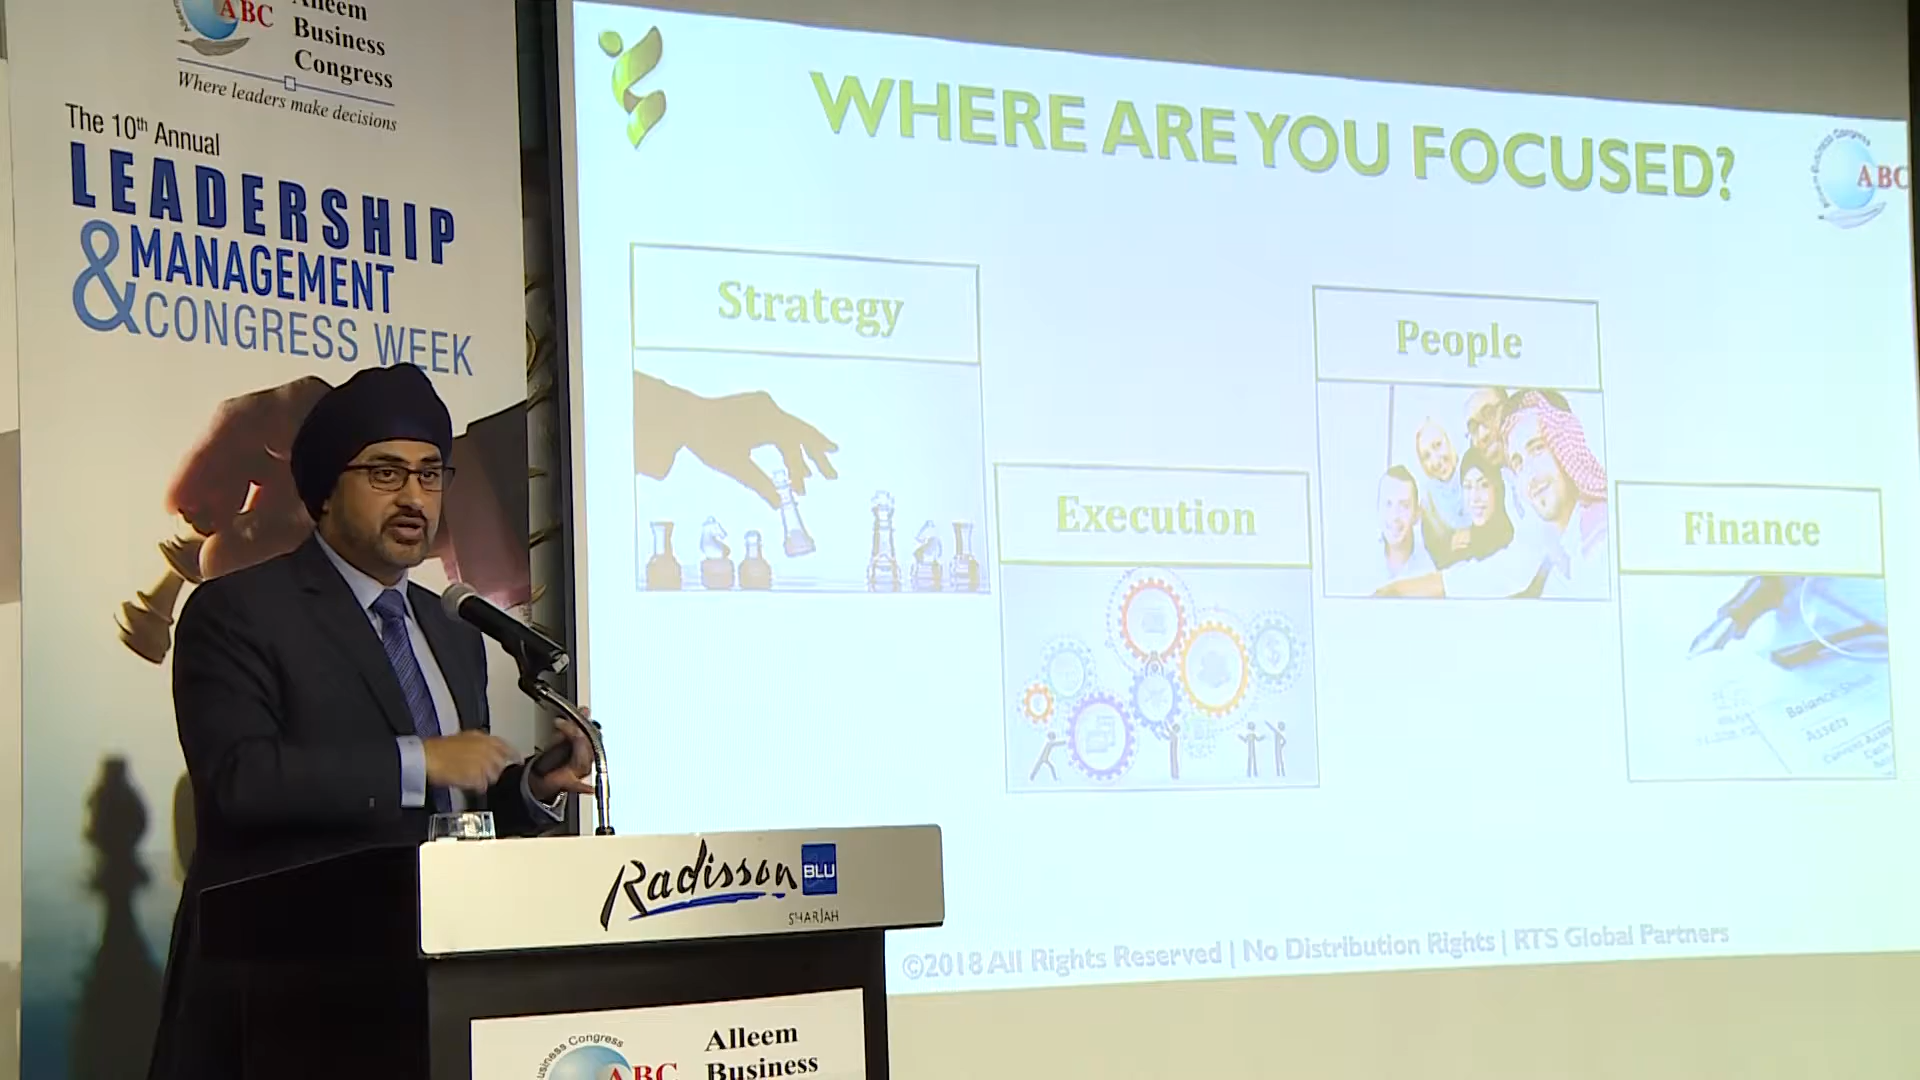 ABC
Alleem
Business
Congress
Where leaders make decisions
The 10th Annual
LEADERSHIP
& MANAGEMENT
CONGRESS WEEK
WHERE ARE YOU FOCUSED?
ABC
Strategy
People
Execution
Finance
Balance
Assets
©2018 All Rights Reserved | No Distribution Rights | RTS Global Partners
Radisson BLU
SHARJAH
Business Congress
ABC
Alleem
Business